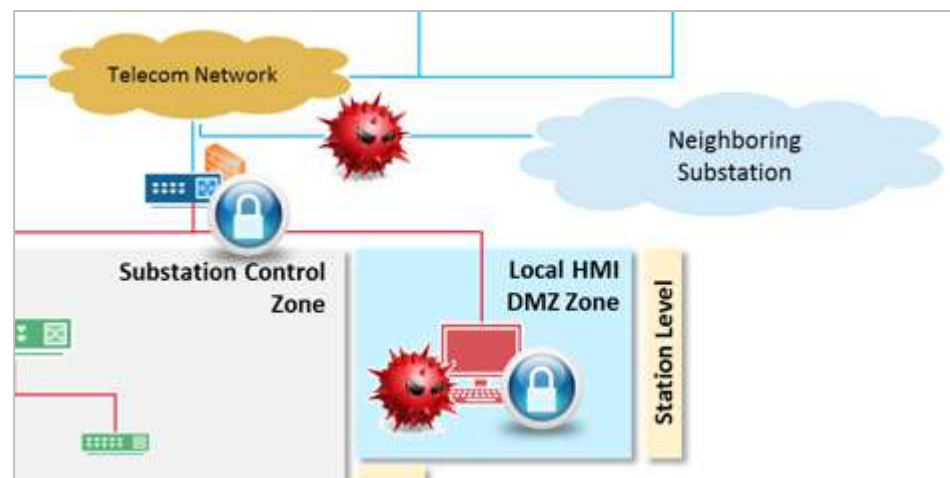 Telecom Network
Neighboring
Substation
Substation Control
Zone
Local HMI
DMZ Zone
Station Level